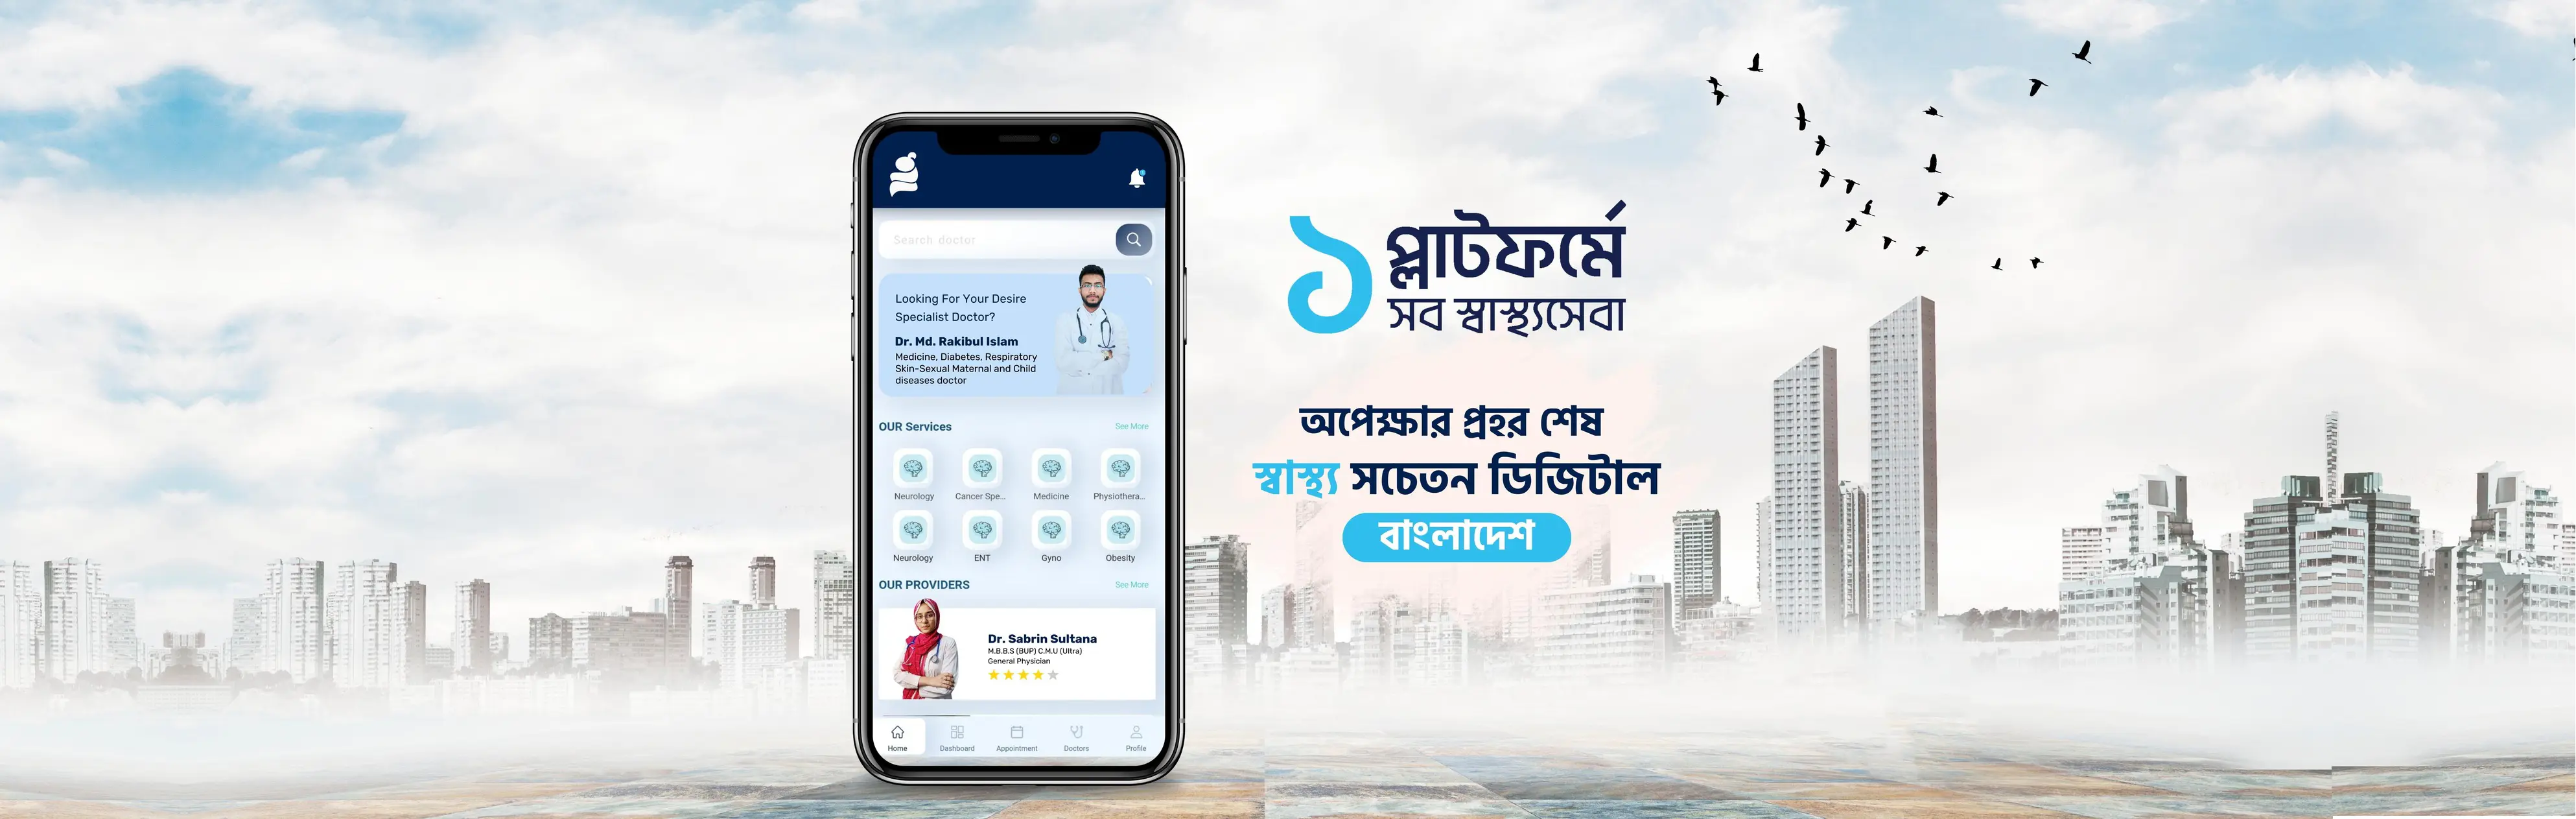 Search doctor
Looking For Your Desire
Specialist Doctor?
Dr. Md. Rakibul Islam
Medicine, Diabetes, Respiratory
Skin-Sexual Maternal and Child
diseases doctor
OUR Services See More
Neurology Cancer Spe... Medicine Physiothera...
Neurology ENT Gyno Obesity
OUR PROVIDERS See More
Dr. Sabrin Sultana
M.B.B.S (BUP) C.M.U (Ultra)
General Physician
Home Dashboard Appointment Doctors Profile
১ প্লাটফর্মে
সব স্বাস্থ্যসেবা
অপেক্ষার প্রহর শেষ
স্বাস্থ্য সচেতন ডিজিটাল
বাংলাদেশ